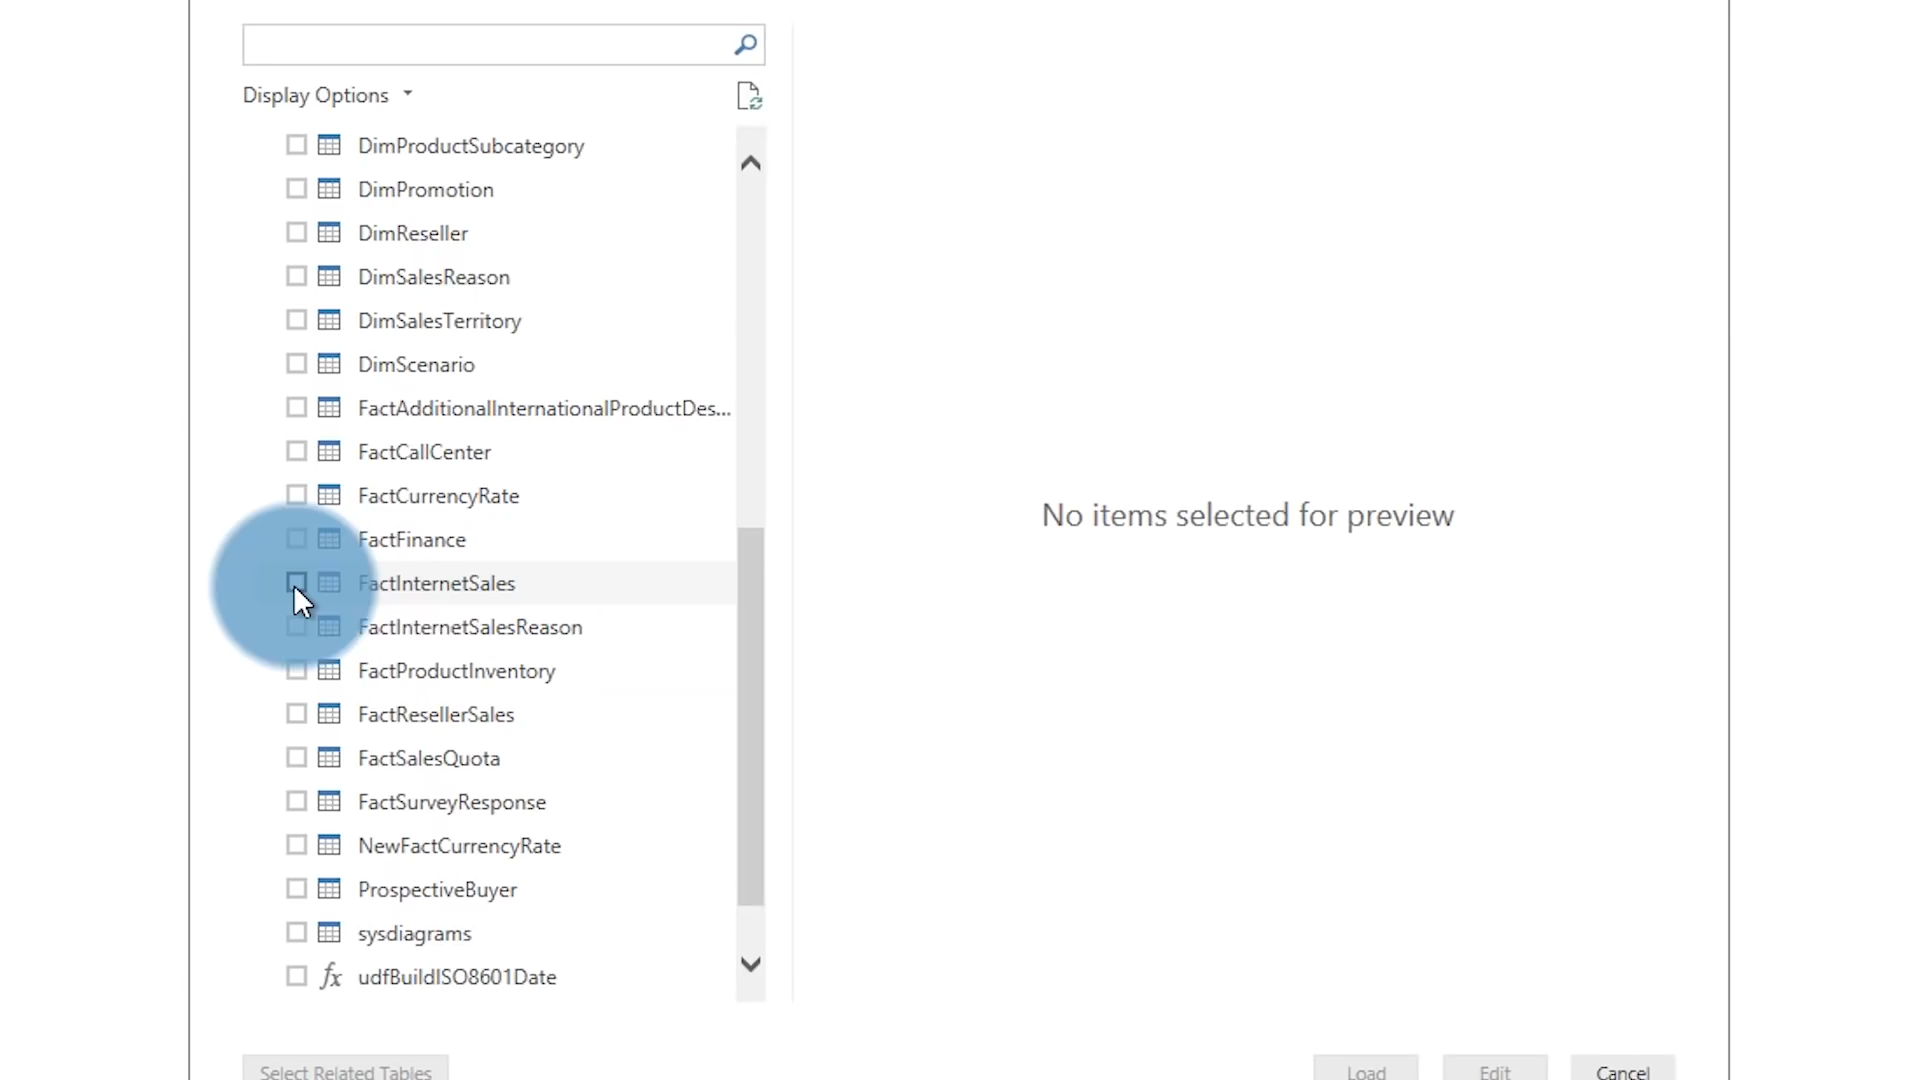 Display Options
DimProductSubcategory
DimPromotion
DimReseller
DimSalesReason
DimSalesTerritory
DimScenario
FactAdditionalInternationalProductDes...
FactCallCenter
FactCurrencyRate
FactFinance
FactInternetSales
FactInternetSalesReason
FactProductInventory
FactResellerSales
FactSalesQuota
FactSurveyResponse
NewFactCurrencyRate
ProspectiveBuyer
sysdiagrams
fx udfBuildISO8601Date
No items selected for preview
Select Related Tables
Load Edit Cancel